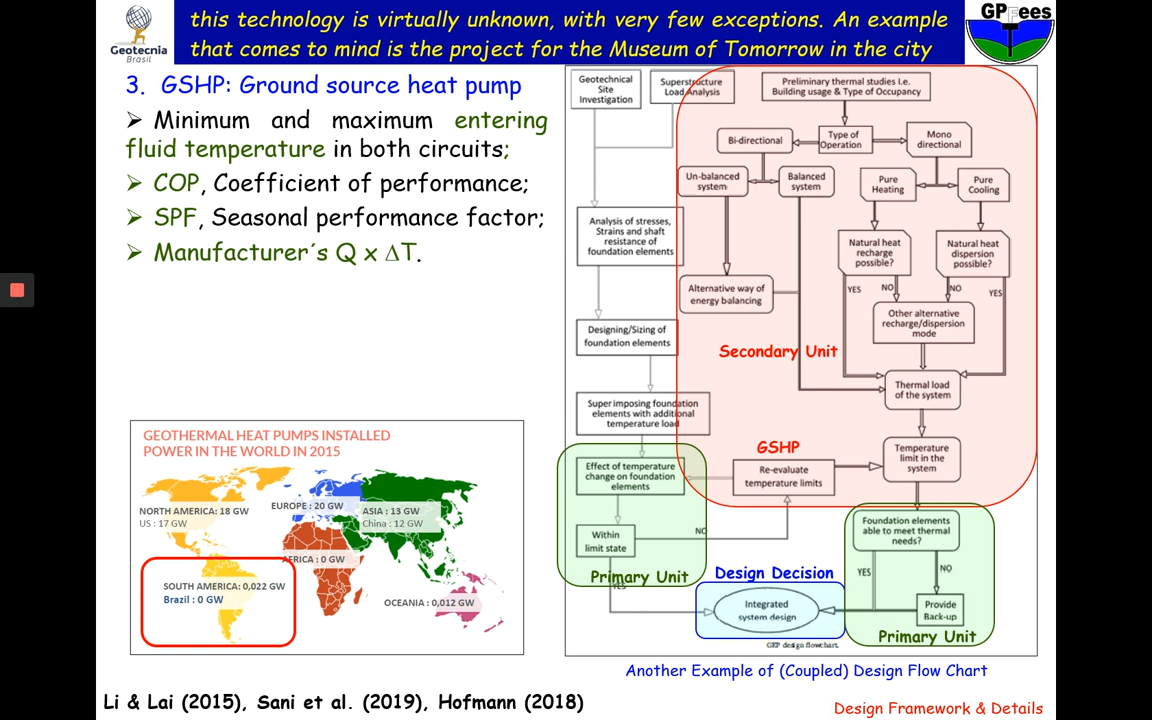 this technology is virtually unknown, with very few exceptions. An example
that comes to mind is the project for the Museum of Tomorrow in the city
Geotecnia
Brasil
GPFees
3. GSHP: Ground source heat pump
➢ Minimum and maximum entering
fluid temperature in both circuits;
➢ COP, Coefficient of performance;
➢ SPF, Seasonal performance factor;
➢ Manufacturer´s Q x ΔT.
GEOTHERMAL HEAT PUMPS INSTALLED
POWER IN THE WORLD IN 2015
NORTH AMERICA: 18 GW
US : 17 GW
EUROPE : 20 GW
ASIA : 13 GW
China : 12 GW
AFRICA : 0 GW
SOUTH AMERICA: 0,022 GW
Brazil : 0 GW
OCEANIA : 0,012 GW
Geotechnical
Site
Investigation
Superstructure
Load Analysis
Preliminary thermal studies I.e.
Building usage & Type of Occupancy
Bi-directional
Type of
Operation
Mono
directional
Un-balanced
system
Balanced
system
Pure
Heating
Pure
Cooling
Analysis of stresses,
Strains and shaft
resistance of
foundation elements
Natural heat
recharge
possible?
Natural heat
dispersion
possible?
YES
NO
NO
YES
Alternative way of
energy balancing
Other alternative
recharge/dispersion
mode
Designing/Sizing of
foundation elements
Secondary Unit
Thermal load
of the system
Super imposing foundation
elements with additional
temperature load
GSHP
Temperature
limit in the
system
Effect of temperature
change on foundation
elements
Re-evaluate
temperature limits
Within
limit state
NO
Foundation elements
able to meet thermal
needs?
Primary Unit
YES
Design Decision
YES
NO
Integrated
system design
Provide
Back-up
Primary Unit
GEP design flowchart.
Another Example of (Coupled) Design Flow Chart
Li & Lai (2015), Sani et al. (2019), Hofmann (2018)
Design Framework & Details